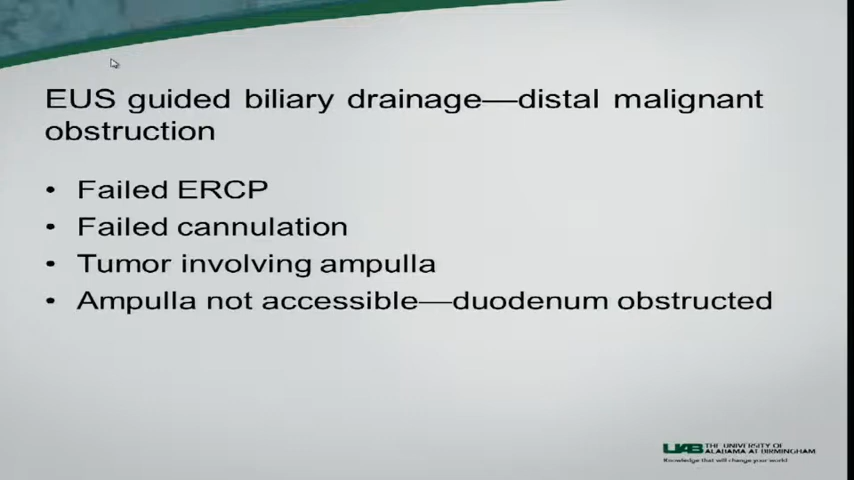 EUS guided biliary drainage—distal malignant
obstruction
• Failed ERCP
• Failed cannulation
• Tumor involving ampulla
• Ampulla not accessible—duodenum obstructed
UAB THE UNIVERSITY OF
ALABAMA AT BIRMINGHAM
Knowledge that will change your world